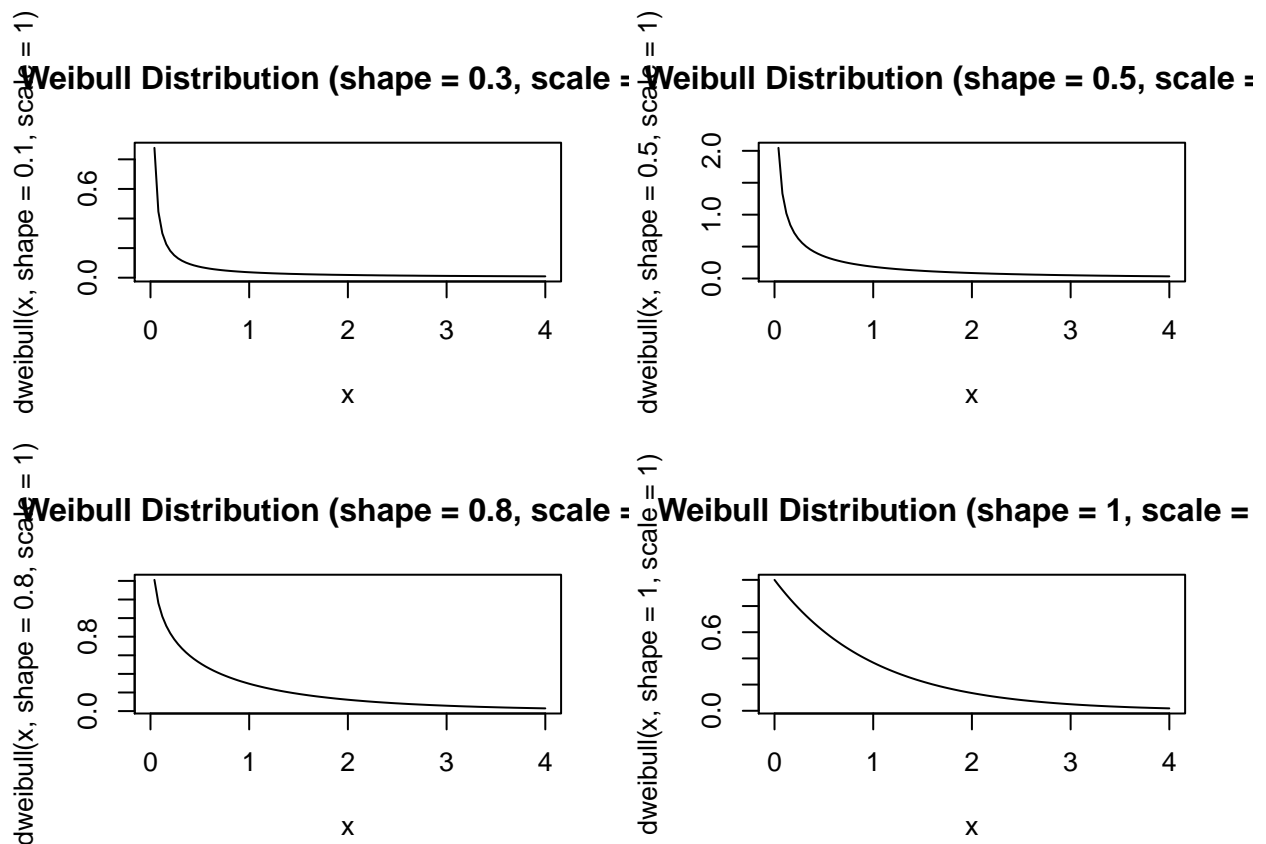 Weibull Distribution (shape = 0.3, scale =
dweibull(x, shape = 0.1, scale = 1)
0.6
0.0
0 1 2 3 4
x
Weibull Distribution (shape = 0.5, scale =
dweibull(x, shape = 0.5, scale = 1)
2.0
1.0
0.0
0 1 2 3 4
x
Weibull Distribution (shape = 0.8, scale =
dweibull(x, shape = 0.8, scale = 1)
0.8
0.0
0 1 2 3 4
x
Weibull Distribution (shape = 1, scale =
dweibull(x, shape = 1, scale = 1)
0.6
0.0
0 1 2 3 4
x